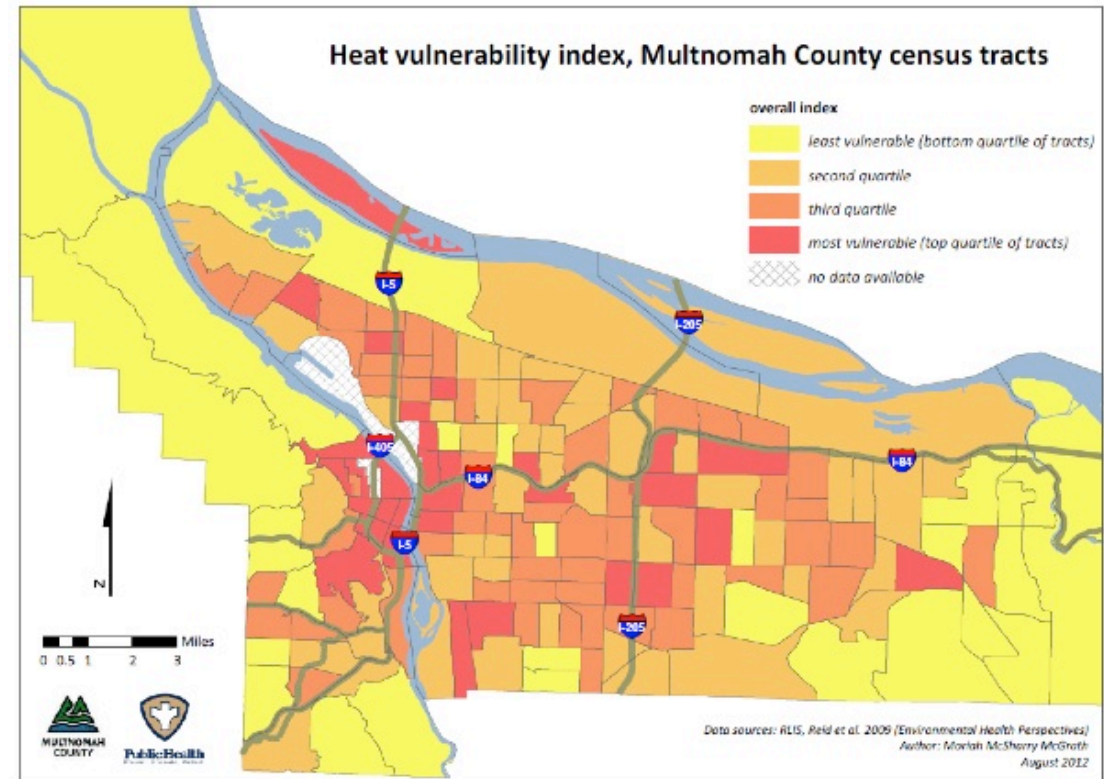 Heat vulnerability index, Multnomah County census tracts
overall index
least vulnerable (bottom quartile of tracts)
second quartile
third quartile
most vulnerable (top quartile of tracts)
no data available
I-5
I-205
I-405
I-84
I-84
I-5
I-205
N
Miles
0 0.5 1 2 3
MULTNOMAH
COUNTY
PublicHealth
Data sources: RLIS, Reid et al. 2009 (Environmental Health Perspectives)
Author: Moriah McSharry McGrath
August 2012